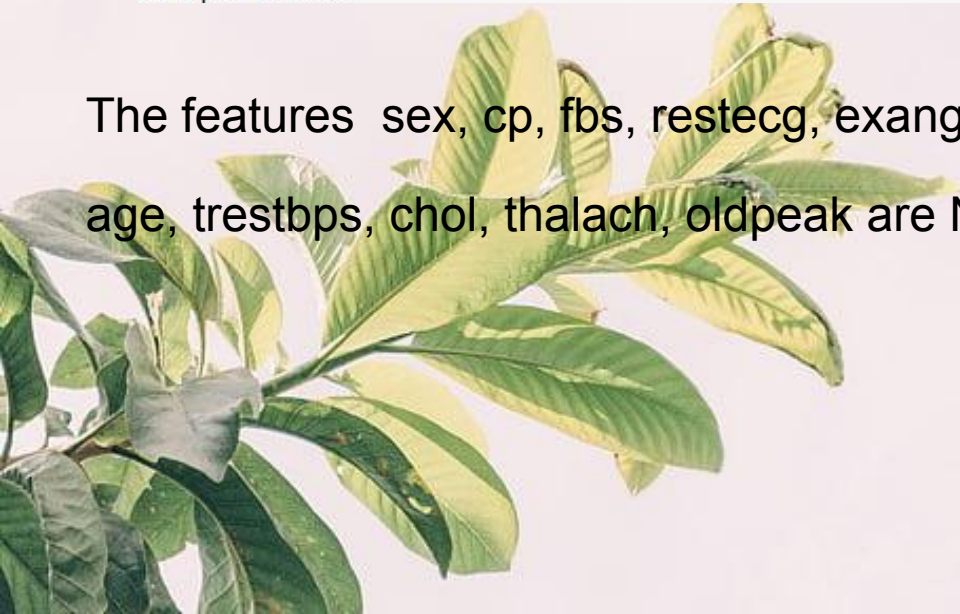 The features  sex, cp, fbs, restecg, exang
age, trestbps, chol, thalach, oldpeak are